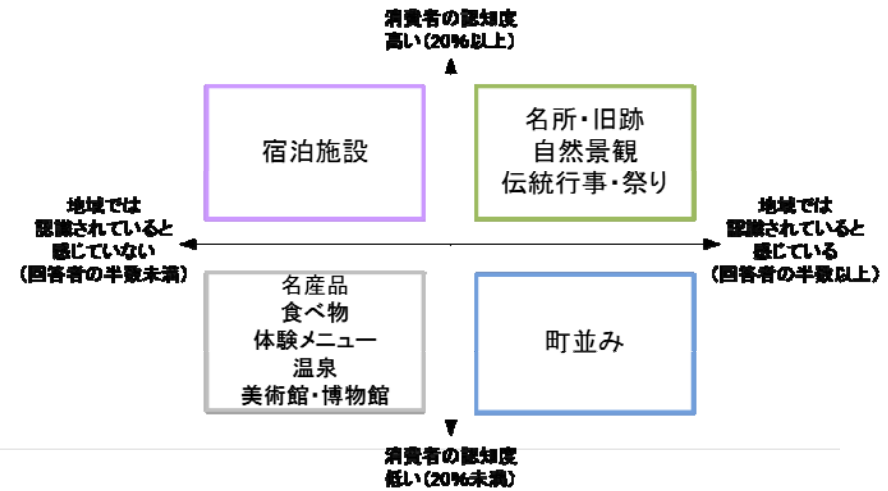 消費者の認知度
高い(20%以上)
宿泊施設
名所・旧跡
自然景観
伝統行事・祭り
地域では
認識されていると
感じていない
(回答者の半数未満)
地域では
認識されていると
感じている
(回答者の半数以上)
名産品
食べ物
体験メニュー
温泉
美術館・博物館
町並み
消費者の認知度
低い(20%未満)